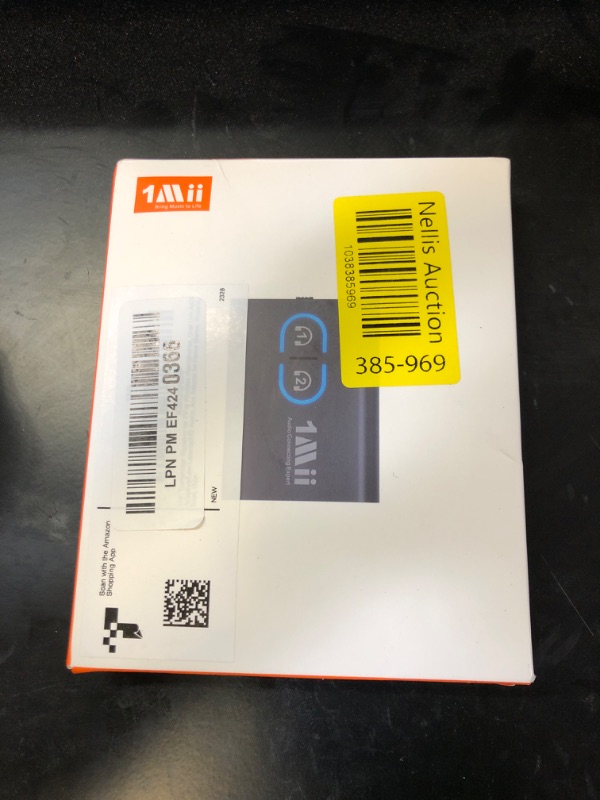 1Mii
Bring Music to Life
Nellis Auction
1038385969
385-969
2328
1
2
1Mii
Audio Connecting Expert
LPN PM EF424 0365
NEW
Scan with the Amazon
Shopping App